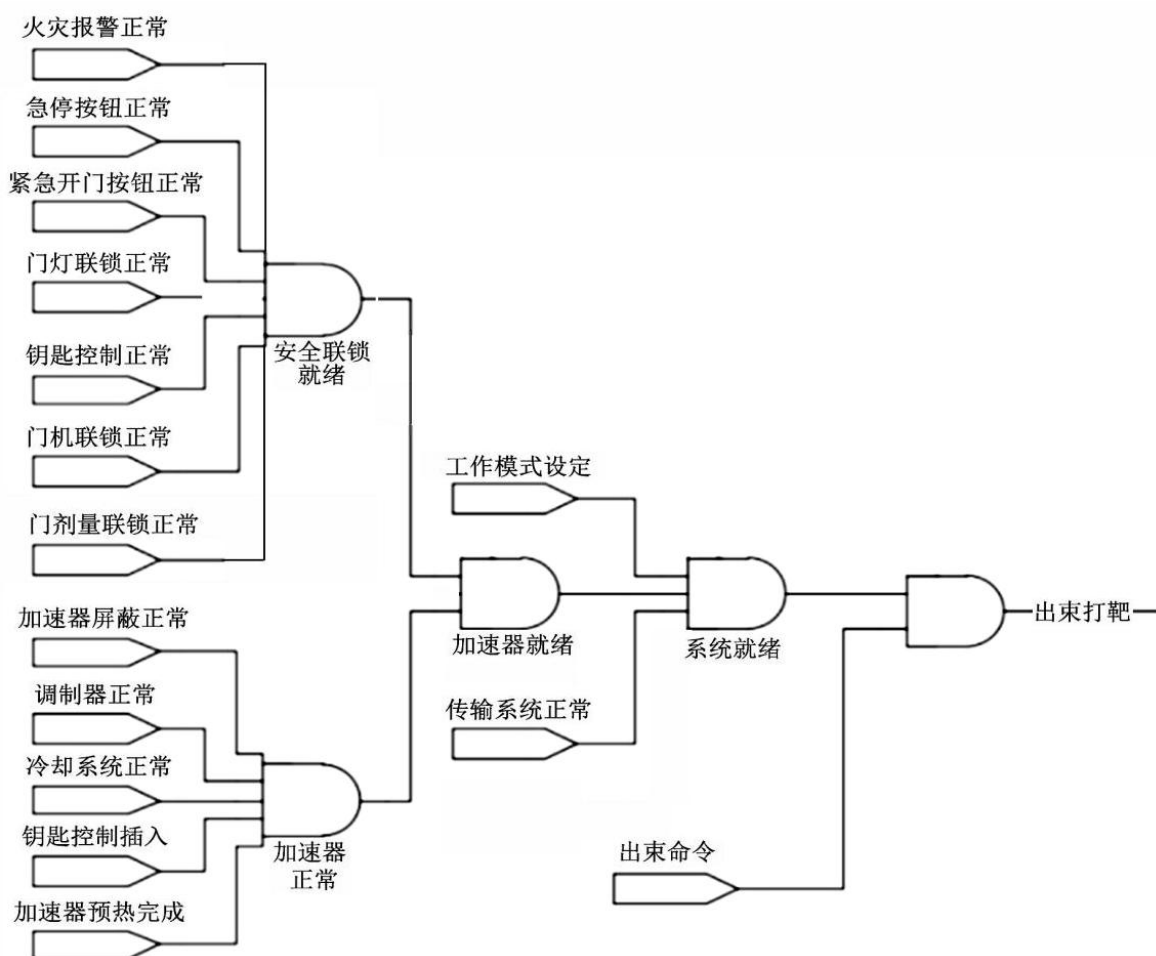 火灾报警正常
急停按钮正常
紧急开门按钮正常
门灯联锁正常
钥匙控制正常
门机联锁正常
门剂量联锁正常
安全联锁
就绪
加速器屏蔽正常
调制器正常
冷却系统正常
钥匙控制插入
加速器预热完成
加速器
正常
工作模式设定
加速器就绪
传输系统正常
系统就绪
出束命令
出束打靶